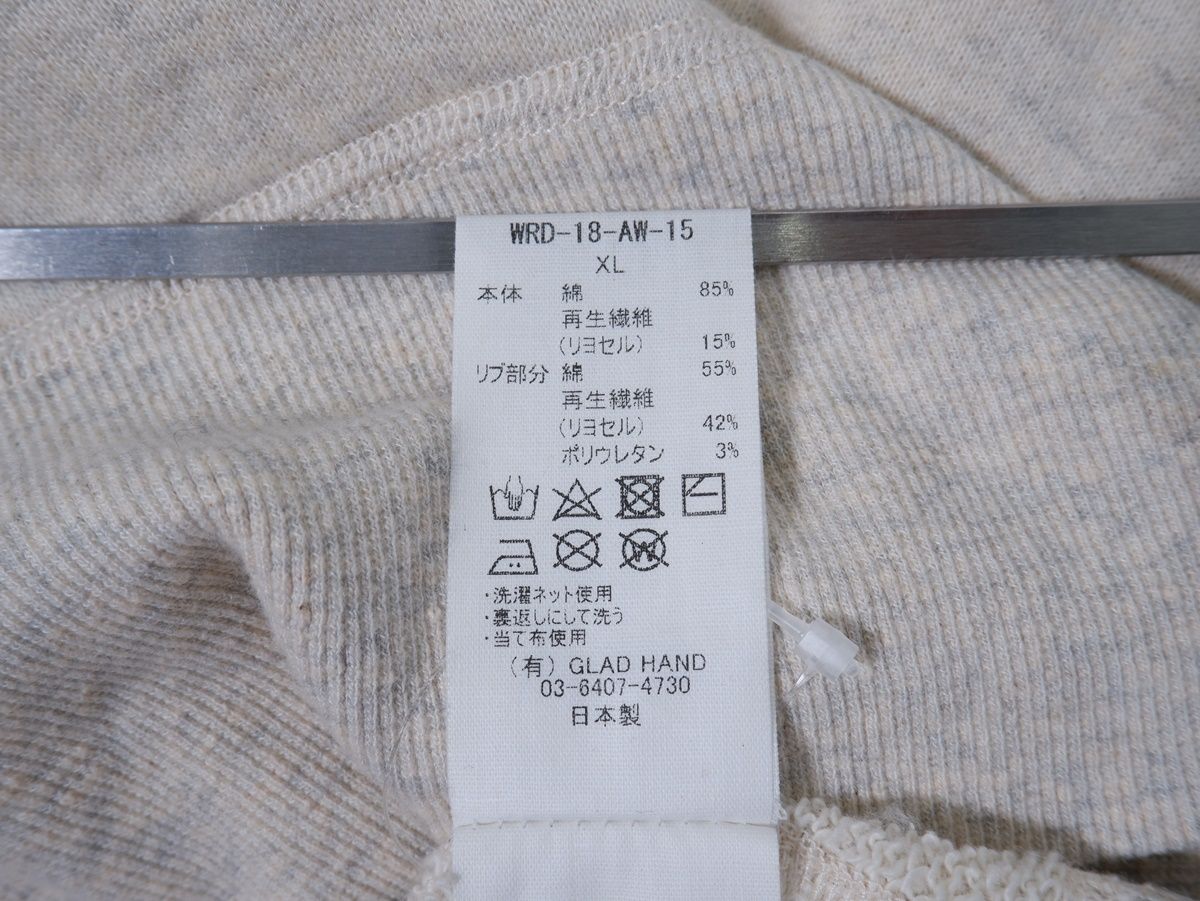 WRD-18-AW-15
XL
本体 綿 85%
再生繊維
(リヨセル) 15%
リブ部分 綿 55%
再生繊維
(リヨセル) 42%
ポリウレタン 3%
W
・洗濯ネット使用
・裏返しにして洗う
・当て布使用
(有) GLAD HAND
03-6407-4730
日本製